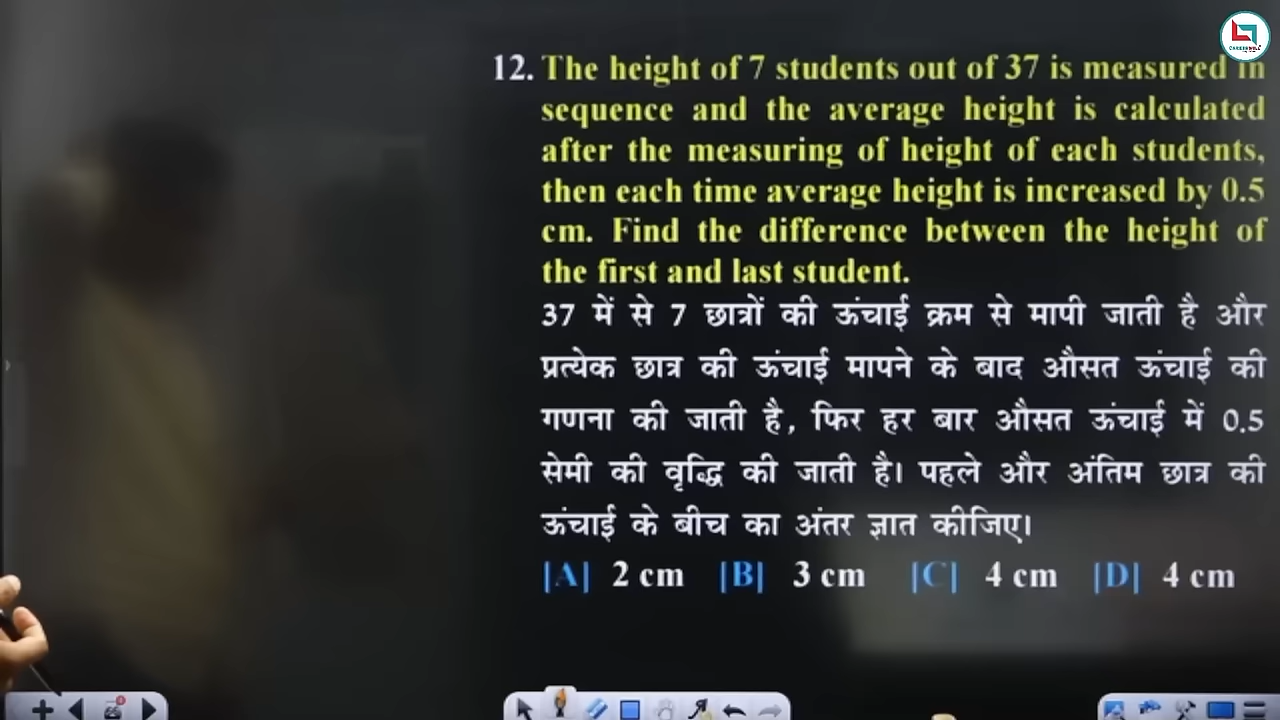 12. The height of 7 students out of 37 is measured in
sequence and the average height is calculated
after the measuring of height of each students,
then each time average height is increased by 0.5
cm. Find the difference between the height of
the first and last student.
37 में से 7 छात्रों की ऊंचाई क्रम से मापी जाती है और
प्रत्येक छात्र की ऊंचाई मापने के बाद औसत ऊंचाई की
गणना की जाती है, फिर हर बार औसत ऊंचाई में 0.5
सेमी की वृद्धि की जाती है। पहले और अंतिम छात्र की
ऊंचाई के बीच का अंतर ज्ञात कीजिए।
[A] 2 cm [B] 3 cm [C] 4 cm [D] 4 cm